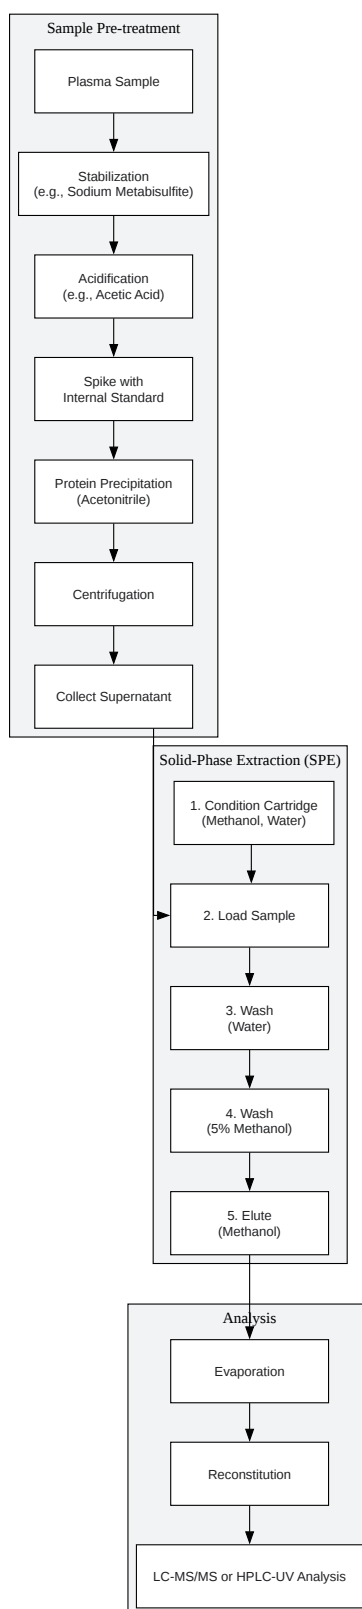 Sample Pre-treatment
Plasma Sample
Stabilization
(e.g., Sodium Metabisulfite)
Acidification
(e.g., Acetic Acid)
Spike with
Internal Standard
Protein Precipitation
(Acetonitrile)
Centrifugation
Collect Supernatant
Solid-Phase Extraction (SPE)
1. Condition Cartridge
(Methanol, Water)
2. Load Sample
3. Wash
(Water)
4. Wash
(5% Methanol)
5. Elute
(Methanol)
Analysis
Evaporation
Reconstitution
LC-MS/MS or HPLC-UV Analysis